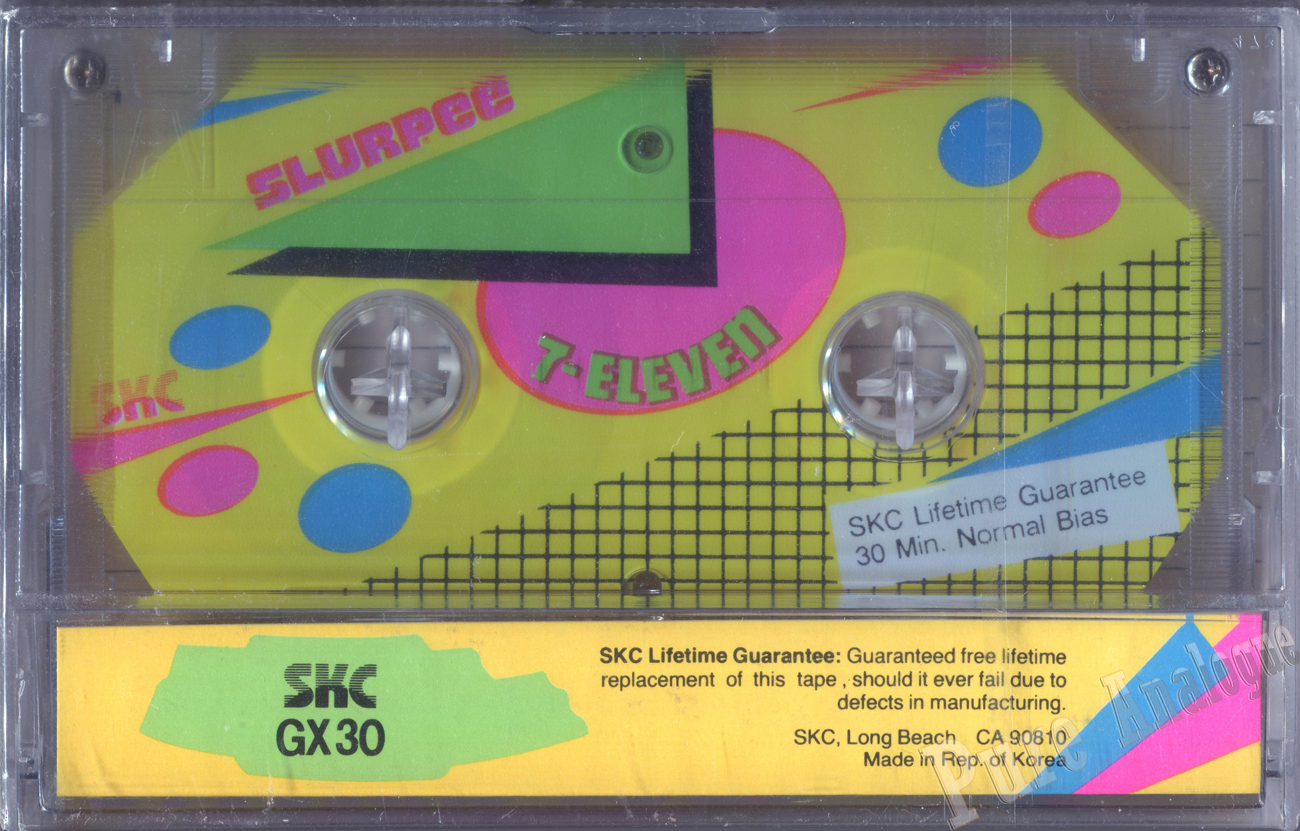 SLURPEE
7-ELEVEN
SKC
SKC Lifetime Guarantee
30 Min. Normal Bias
SKC
GX30
SKC Lifetime Guarantee: Guaranteed free lifetime
replacement of this tape, should it ever fail due to
defects in manufacturing.
SKC, Long Beach CA 90810
Made in Rep. of Korea
Pure Analogue